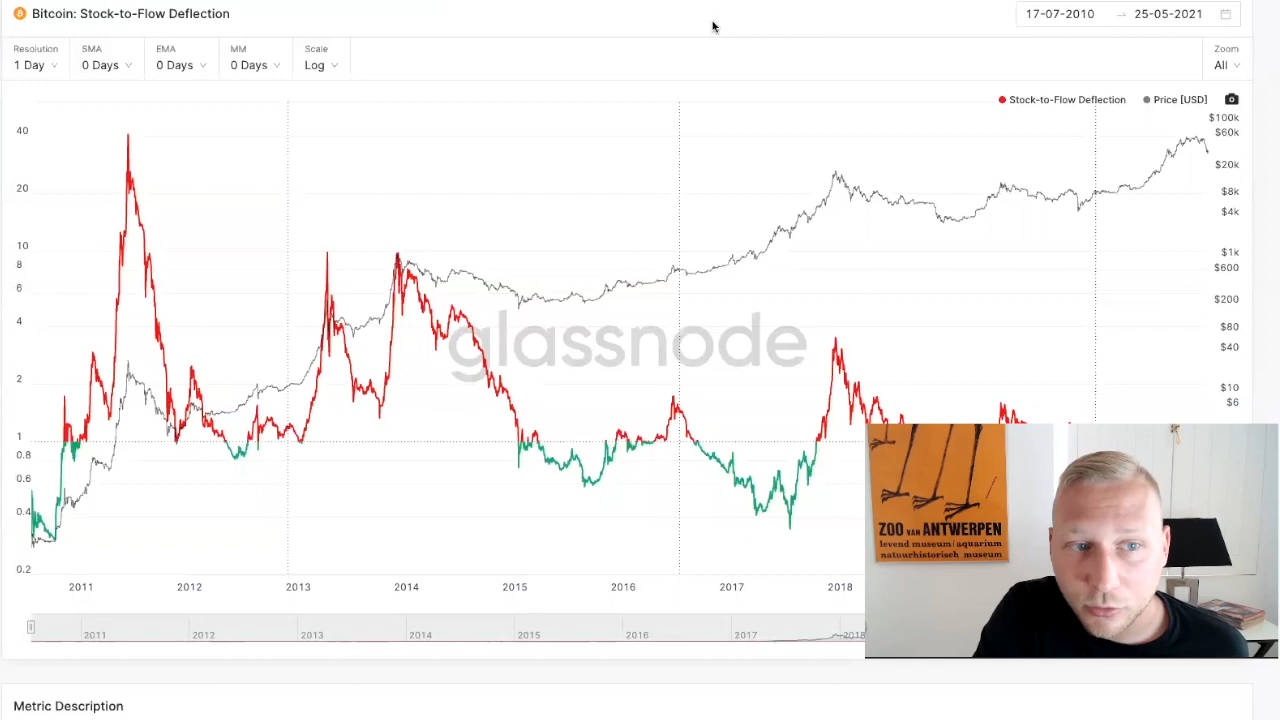 Bitcoin: Stock-to-Flow Deflection
17-07-2010 → 25-05-2021
Resolution
1 Day
SMA
0 Days
EMA
0 Days
MM
0 Days
Scale
Log
Zoom
All
Stock-to-Flow Deflection
Price [USD]
40
20
10
8
6
4
2
1
0.8
0.6
0.4
0.2
$100k
$60k
$20k
$8k
$4k
$1k
$600
$200
$80
$40
$10
$6
glassnode
2011 2012 2013 2014 2015 2016 2017 2018
2011 2012 2013 2014 2015 2016 2017 2018
ZOO VAN ANTWERPEN
levend museum|aquarium
natuurhistorisch museum
Metric Description